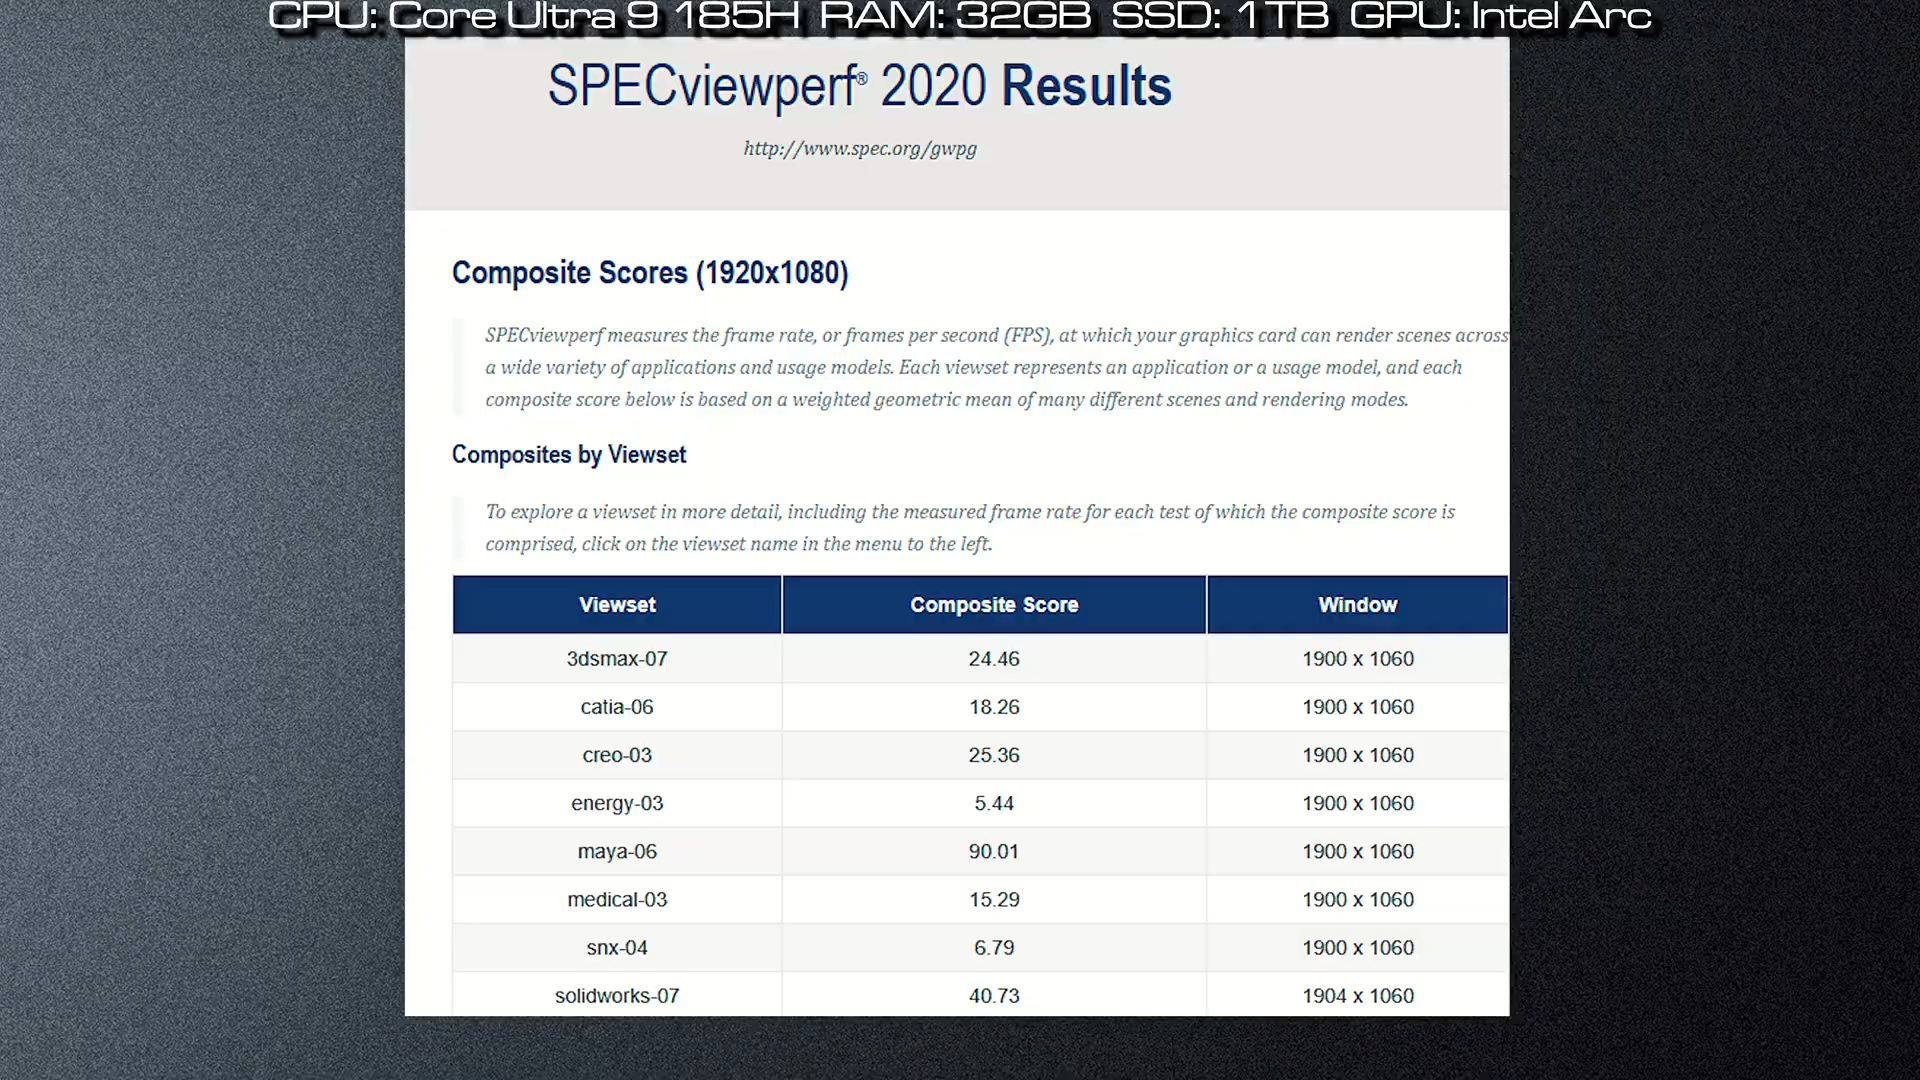 CPU: Core Ultra 9 185H RAM: 32GB SSD: 1TB GPU: Intel Arc
SPECviewperf® 2020 Results
http://www.spec.org/gwpg
Composite Scores (1920x1080)
SPECviewperf measures the frame rate, or frames per second (FPS), at which your graphics card can render scenes across
a wide variety of applications and usage models. Each viewset represents an application or a usage model, and each
composite score below is based on a weighted geometric mean of many different scenes and rendering modes.
Composites by Viewset
To explore a viewset in more detail, including the measured frame rate for each test of which the composite score is
comprised, click on the viewset name in the menu to the left.
Viewset Composite Score Window
3dsmax-07 24.46 1900 x 1060
catia-06 18.26 1900 x 1060
creo-03 25.36 1900 x 1060
energy-03 5.44 1900 x 1060
maya-06 90.01 1900 x 1060
medical-03 15.29 1900 x 1060
snx-04 6.79 1900 x 1060
solidworks-07 40.73 1904 x 1060